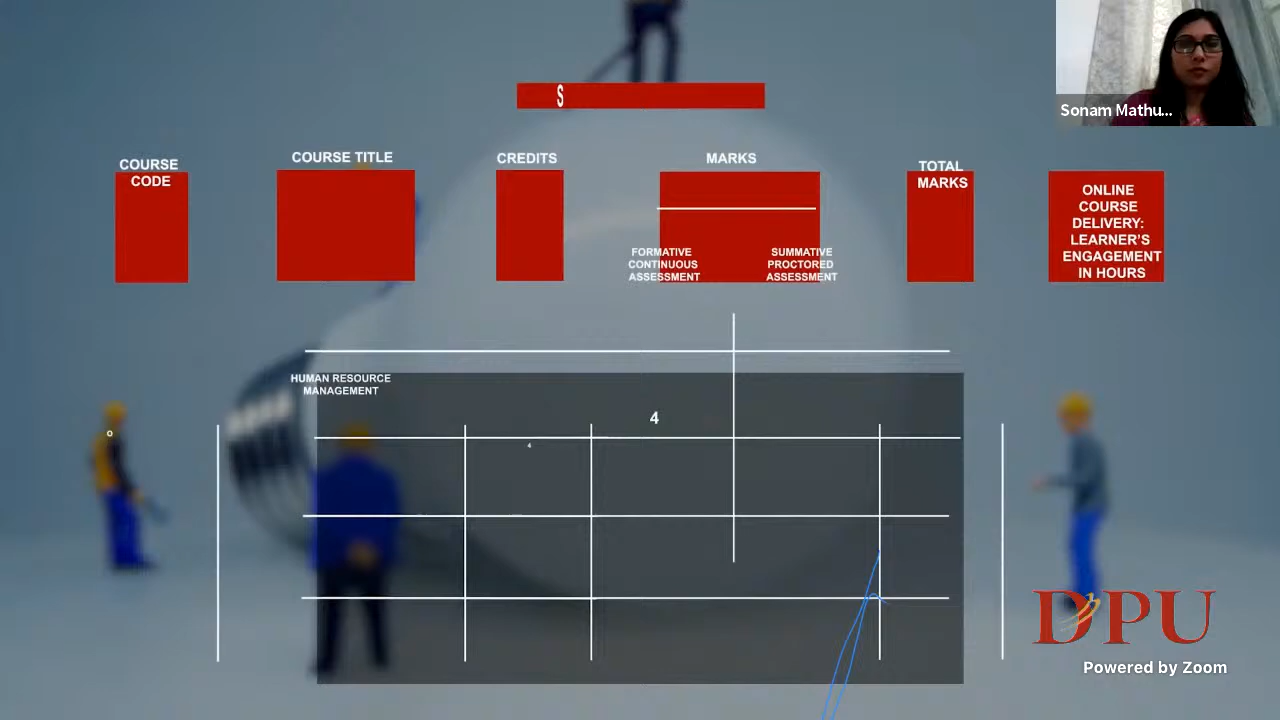 Sonam Mathu...
S
COURSE
CODE
COURSE TITLE
CREDITS
MARKS
FORMATIVE
CONTINUOUS
ASSESSMENT
SUMMATIVE
PROCTORED
ASSESSMENT
TOTAL
MARKS
ONLINE
COURSE
DELIVERY:
LEARNER'S
ENGAGEMENT
IN HOURS
HUMAN RESOURCE
MANAGEMENT
4
4
DPU
Powered by Zoom